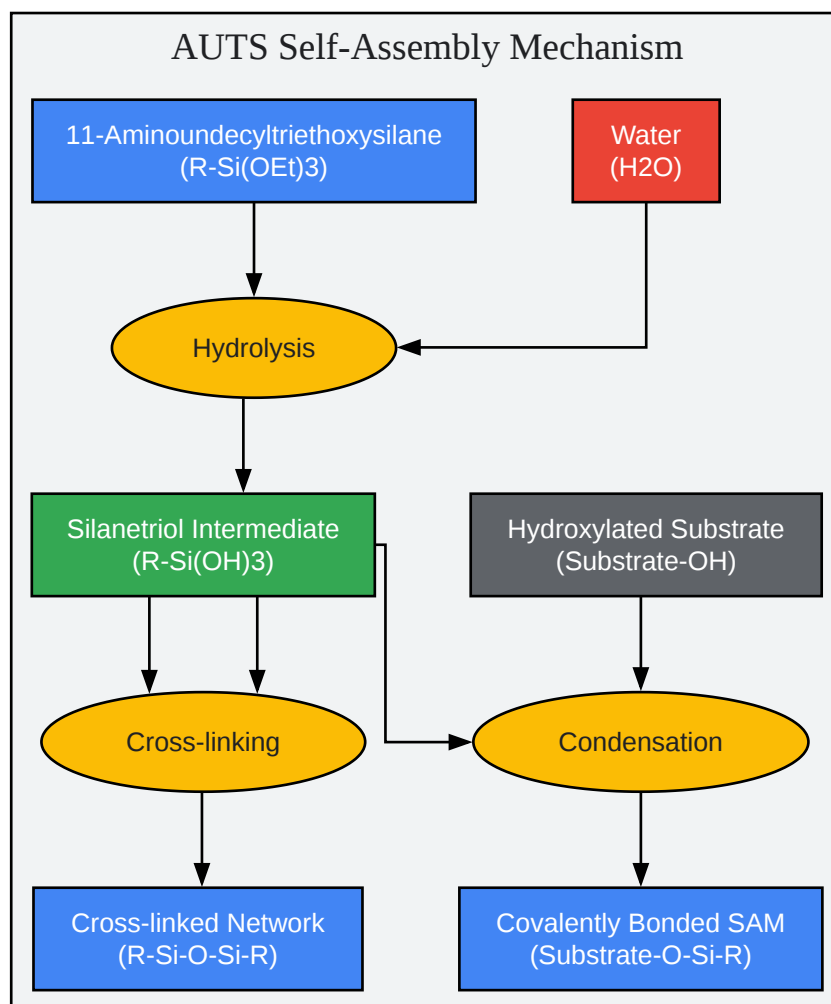 AUTS Self-Assembly Mechanism
11-Aminoundecyltriethoxysilane
(R-Si(OEt)3)
Water
(H2O)
Hydrolysis
Silanetriol Intermediate
(R-Si(OH)3)
Hydroxylated Substrate
(Substrate-OH)
Cross-linking
Condensation
Cross-linked Network
(R-Si-O-Si-R)
Covalently Bonded SAM
(Substrate-O-Si-R)